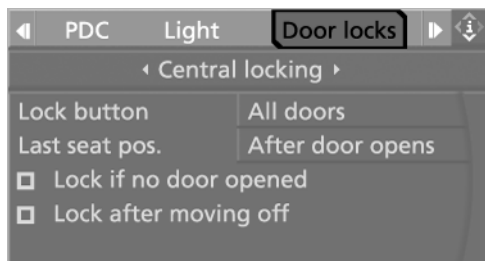 PDC Light Door locks
Central locking
Lock button All doors
Last seat pos. After door opens
Lock if no door opened
Lock after moving off